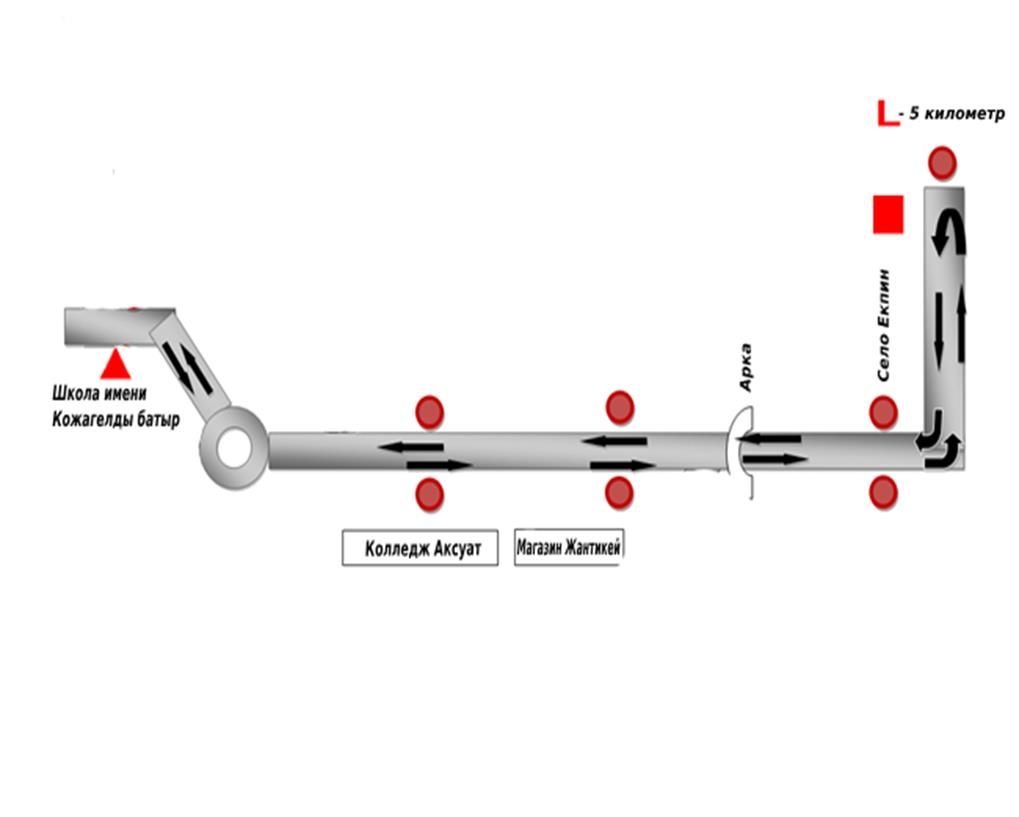 L - 5 километр
Село Екпин
Арка
Школа имени
Кожагелды батыр
Колледж Аксуат
Магазин Жантикей